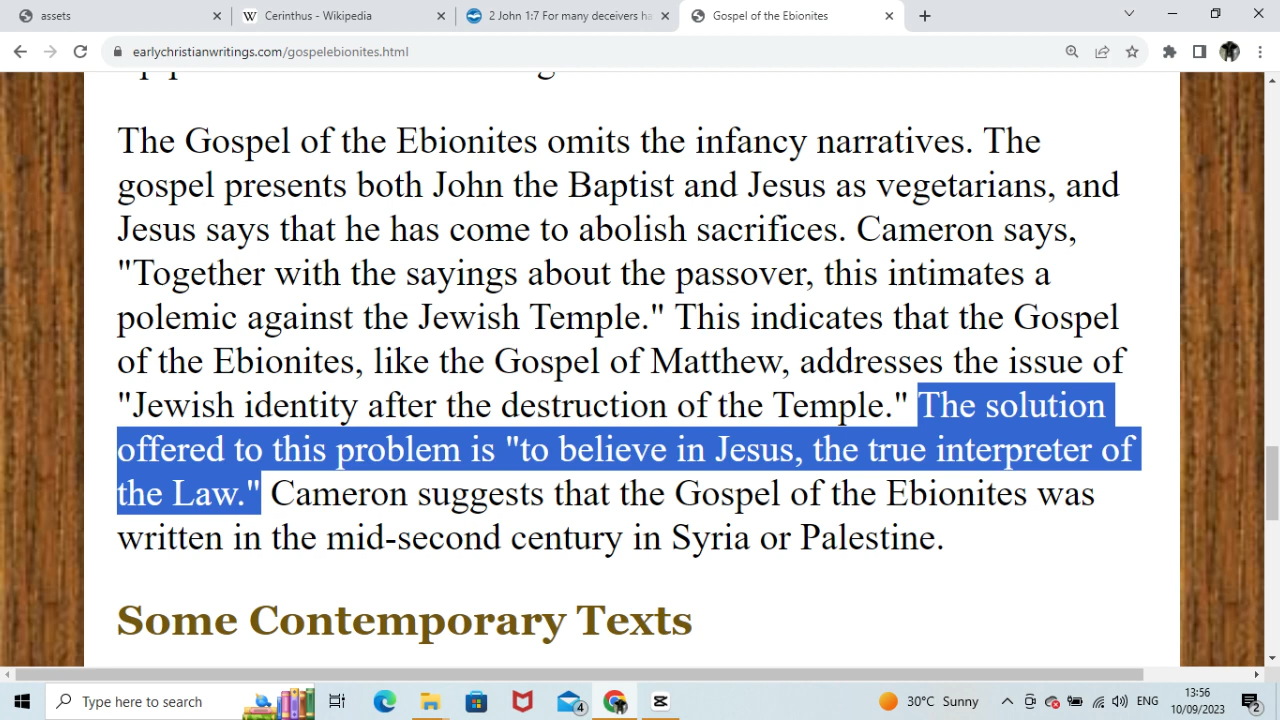 assets
W Cerinthus - Wikipedia
2 John 1:7 For many deceivers ha
Gospel of the Ebionites
earlychristianwritings.com/gospelebionites.html
The Gospel of the Ebionites omits the infancy narratives. The
gospel presents both John the Baptist and Jesus as vegetarians, and
Jesus says that he has come to abolish sacrifices. Cameron says,
"Together with the sayings about the passover, this intimates a
polemic against the Jewish Temple." This indicates that the Gospel
of the Ebionites, like the Gospel of Matthew, addresses the issue of
"Jewish identity after the destruction of the Temple." The solution
offered to this problem is "to believe in Jesus, the true interpreter of
the Law." Cameron suggests that the Gospel of the Ebionites was
written in the mid-second century in Syria or Palestine.
Some Contemporary Texts
Type here to search
4
30°C Sunny
ENG
13:56
10/09/2023
2